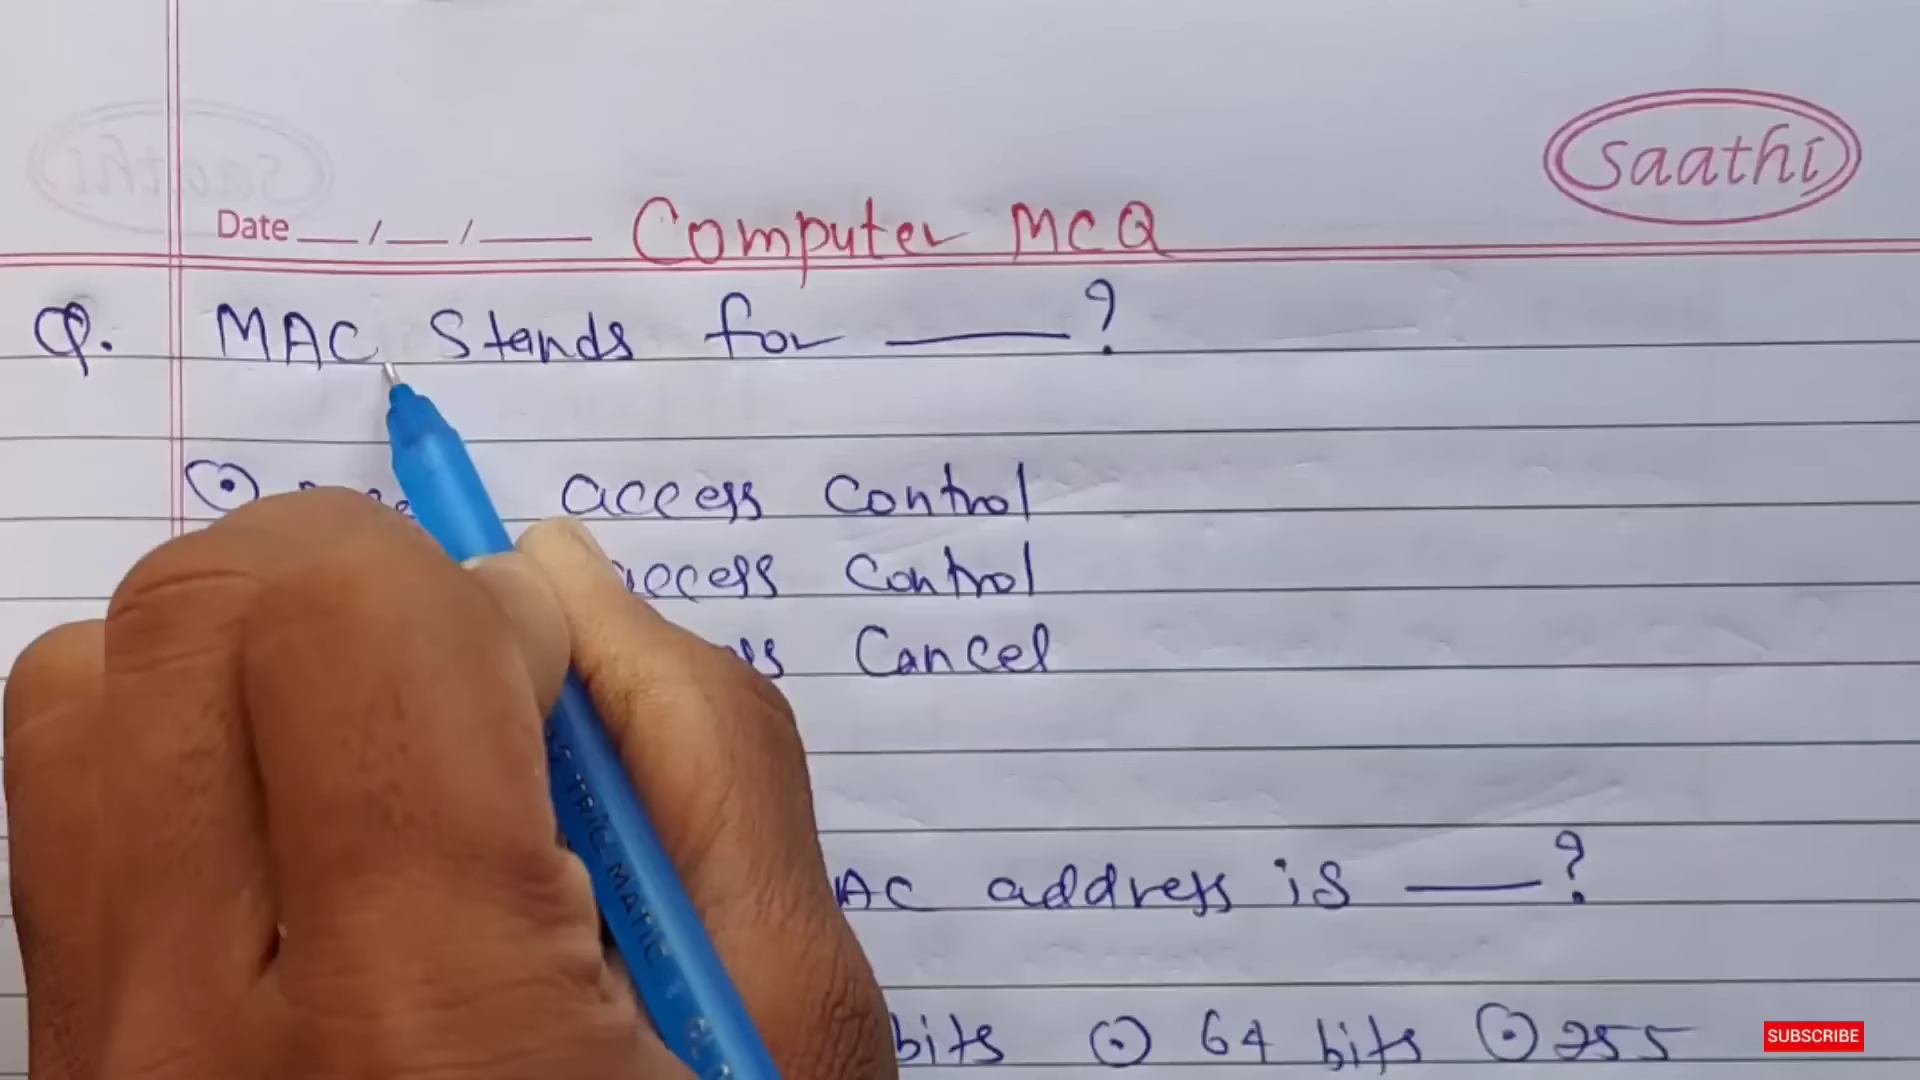 saathi
Date __/__/____ Computer MCQ
Q. MAC Stands for ____ ?
access control
access Control
Cancel
AC address is ____ ?
bits ⊙ 64 bits ⊙ 255
SUBSCRIBE